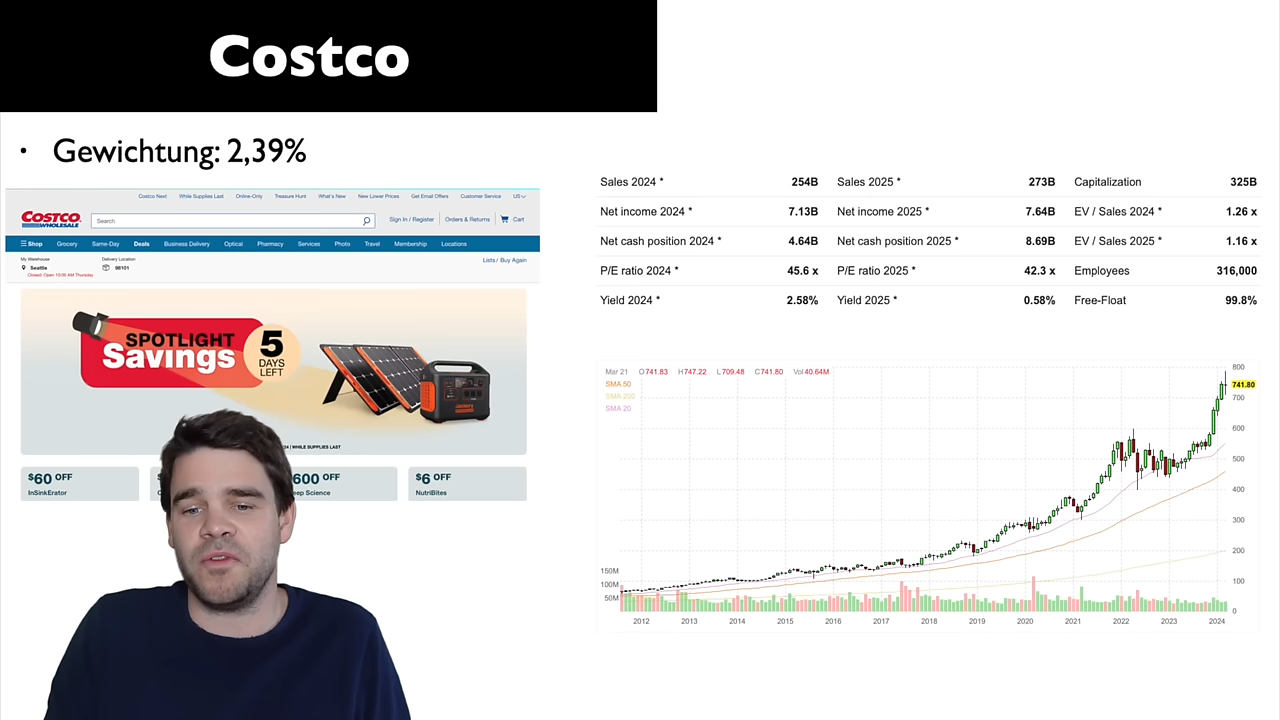 Costco
• Gewichtung: 2,39%
Costco Next While Supplies Last Online-Only Treasure Hunt What's New New Lower Prices Get Email Offers Customer Service US
COSTCO
WHOLESALE
Search
Sign In / Register Orders & Returns Cart
Shop Grocery Same-Day Deals Business Delivery Optical Pharmacy Services Photo Travel Membership Locations
My Warehouse Delivery Location
Seattle 98101
Lists / Buy Again
SPOTLIGHT
Savings
5
DAYS
LEFT
WHILE SUPPLIES LAST
$60 OFF
InSinkErator
600 OFF
eep Science
$6 OFF
NutriBites
Sales 2024 * 254B Sales 2025 * 273B Capitalization 325B
Net income 2024 * 7.13B Net income 2025 * 7.64B EV / Sales 2024 * 1.26 x
Net cash position 2024 * 4.64B Net cash position 2025 * 8.69B EV / Sales 2025 * 1.16 x
P/E ratio 2024 * 45.6 x P/E ratio 2025 * 42.3 x Employees 316,000
Yield 2024 * 2.58% Yield 2025 * 0.58% Free-Float 99.8%
Mar 21 O741.83 H747.22 L709.48 C741.80 Vol40.64M
SMA 50
SMA 200
SMA 20
800
741.80
700
600
500
400
300
200
100
0
150M
100M
50M
2012 2013 2014 2015 2016 2017 2018 2019 2020 2021 2022 2023 2024